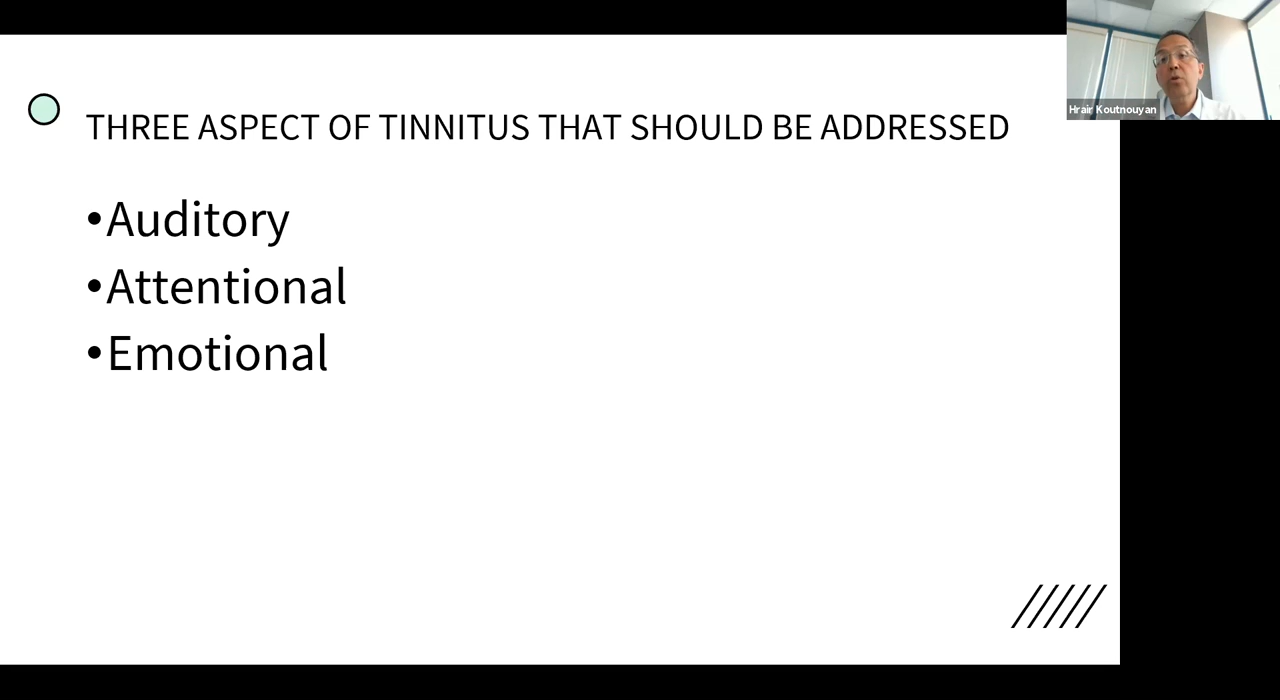 THREE ASPECT OF TINNITUS THAT SHOULD BE ADDRESSED
•Auditory
•Attentional
•Emotional
Hrair Koutnouyan